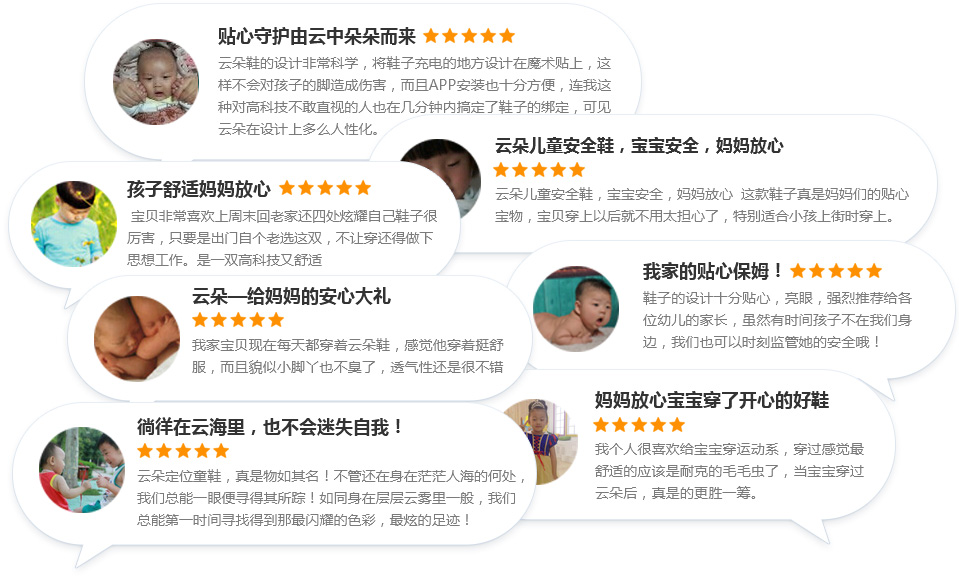 贴心守护由云中朵朵而来
云朵鞋的设计非常科学，将鞋子充电的地方设计在魔术贴上，这
样不会对孩子的脚造成伤害，而且APP安装也十分方便，连我这
种对高科技不敢直视的人也在几分钟内搞定了鞋子的绑定，可见
云朵在设计上多么人性化。
云朵儿童安全鞋，宝宝安全，妈妈放心
云朵儿童安全鞋，宝宝安全，妈妈放心 这款鞋子真是妈妈们的贴心
宝物，宝贝穿上以后就不用太担心了，特别适合小孩上街时穿上。
孩子舒适妈妈放心
宝贝非常喜欢上周末回老家还四处炫耀自己鞋子很
厉害，只要是出门自个老选这双，不让穿还得做下
思想工作。是一双高科技又舒适
我家的贴心保姆！
鞋子的设计十分贴心，亮眼，强烈推荐给各
位幼儿的家长，虽然有时间孩子不在我们身
边，我们也可以时刻监管她的安全哦！
云朵—给妈妈的安心大礼
我家宝贝现在每天都穿着云朵鞋，感觉他穿着挺舒
服，而且貌似小脚丫也不臭了，透气性还是很不错
妈妈放心宝宝穿了开心的好鞋
我个人很喜欢给宝宝穿运动系，穿过感觉最
舒适的应该是耐克的毛毛虫了，当宝宝穿过
云朵后，真是的更胜一筹。
徜徉在云海里，也不会迷失自我！
云朵定位童鞋，真是物如其名！不管还在身在茫茫人海的何处，
我们总能一眼便寻得其所踪！如同身在层层云雾里一般，我们
总能第一时间寻找得到那最闪耀的色彩，最炫的足迹！